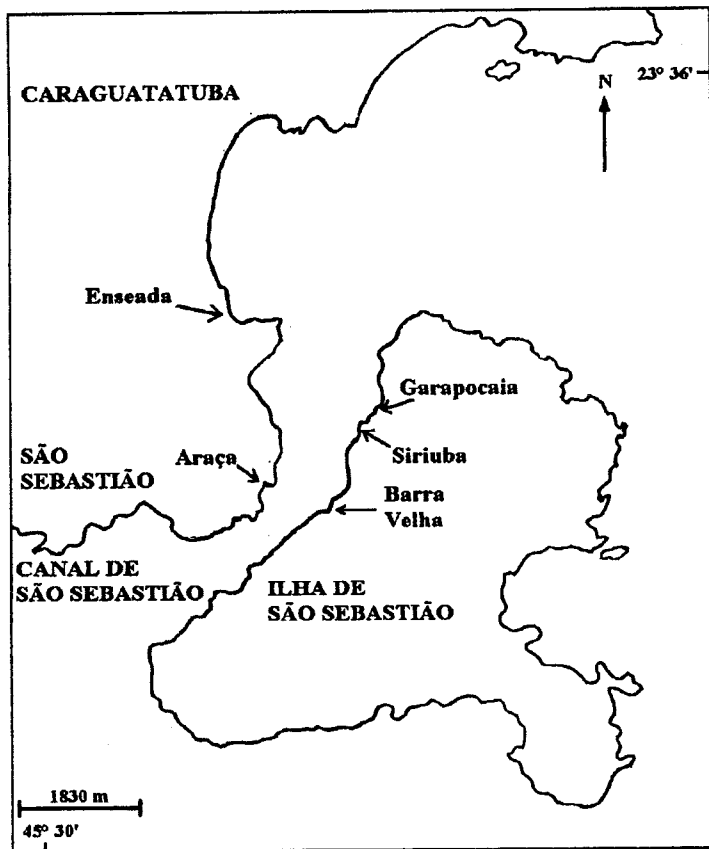 CARAGUATATUBA
N
23° 36'
Enseada
Garapocaia
Siriuba
SÃO
SEBASTIÃO
Araça
Barra
Velha
CANAL DE
SÃO SEBASTIÃO
ILHA DE
SÃO SEBASTIÃO
1830 m
45° 30'